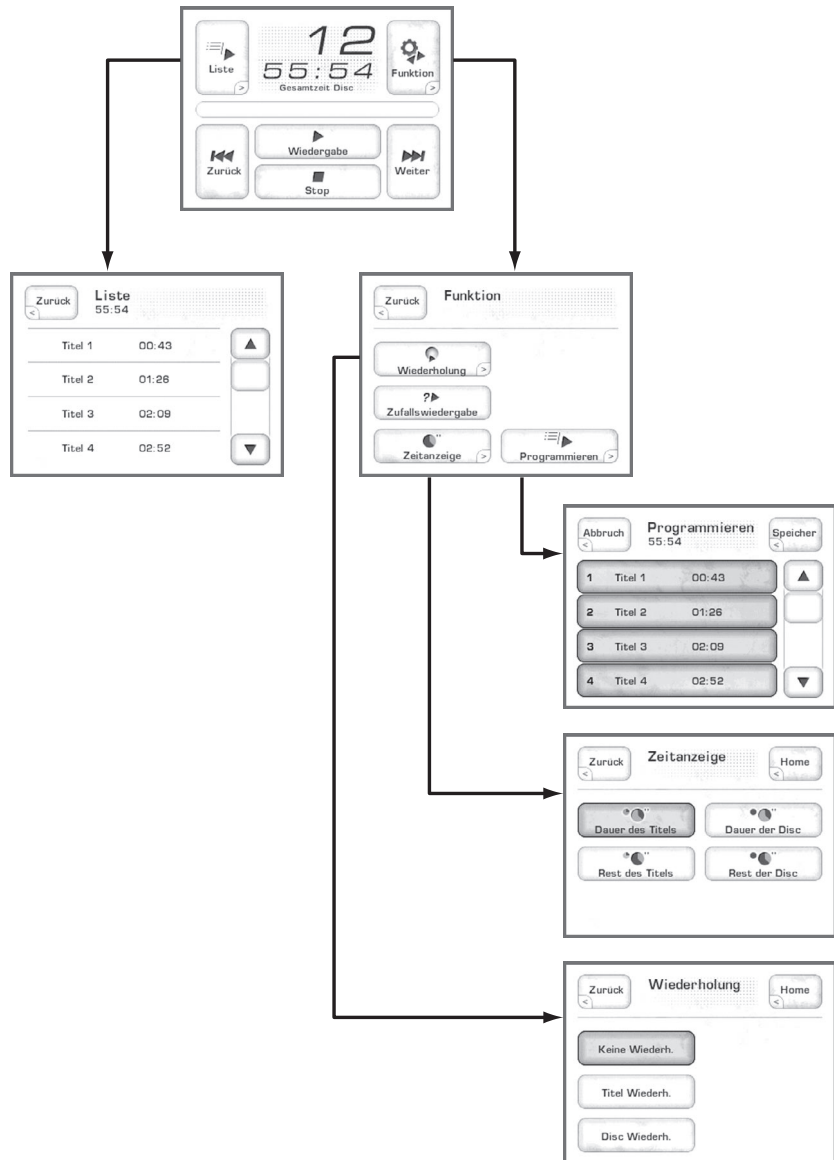 12
Liste
55:54
Funktion
Gesamtzeit Disc
>
>
Zurück
Wiedergabe
Weiter
Stop
Zurück
<
Liste
55:54
Titel 1 00:43
Titel 2 01:26
Titel 3 02:09
Titel 4 02:52
Zurück
<
Funktion
Wiederholung >
?
Zufallswiedergabe
Zeitanzeige >
Programmieren >
Abbruch
<
Programmieren
55:54
Speicher
<
1 Titel 1 00:43
2 Titel 2 01:26
3 Titel 3 02:09
4 Titel 4 02:52
Zurück
<
Zeitanzeige
Home
<
Dauer des Titels
Dauer der Disc
Rest des Titels
Rest der Disc
Zurück
<
Wiederholung
Home
<
Keine Wiederh.
Titel Wiederh.
Disc Wiederh.